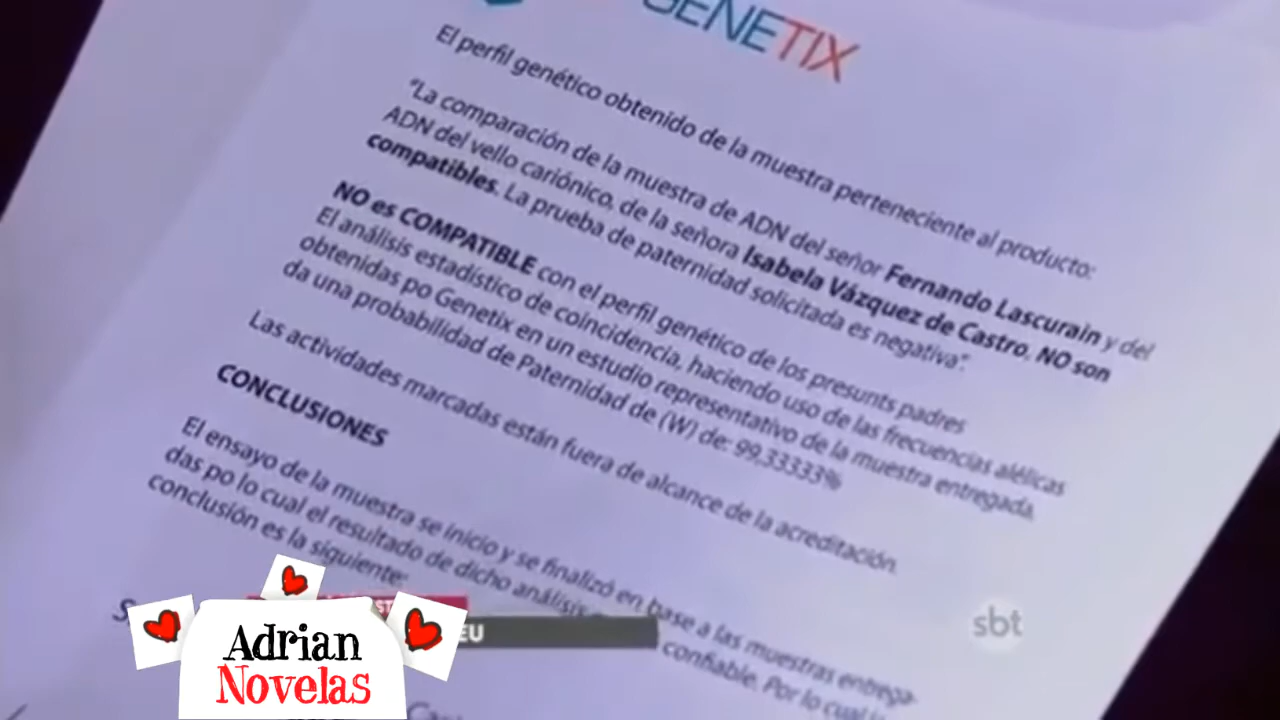 GENETIX
El perfil genético obtenido de la muestra perteneciente al producto:
"La comparación de la muestra de ADN del señor Fernando Lascurain y del
ADN del vello cariónico, de la señora Isabela Vázquez de Castro, NO son
compatibles. La prueba de paternidad solicitada es negativa".
NO es COMPATIBLE con el perfil genético de los presunts padres
El análisis estadístico de coincidencia, haciendo uso de las frecuencias alélicas
obtenidas po Genetix en un estudio representativo de la muestra entregada
da una probabilidad de Paternidad de (W) de: 99.33333%
Las actividades marcadas están fuera de alcance de la acreditación
CONCLUSIONES
El ensayo de la muestra se inicio y se finalizó en base a las muestras entrega-
das po lo cual el resultado de dicho análisis confiable. Por lo cual
conclusión es la siguiente:
EU
sbt
Adrian
Novelas